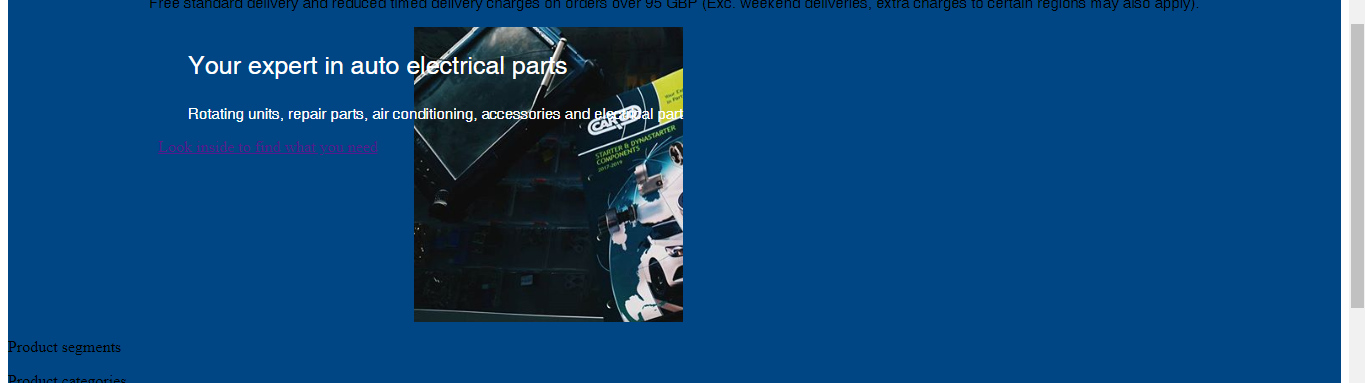 Free standard delivery and reduced timed delivery charges on orders over 95 GBP (Exc. weekend deliveries, extra charges to certain regions may also apply).
Your expert in auto electrical parts
Rotating units, repair parts, air conditioning, accessories and electrical part
Look inside to find what you need
CARGO
STARTER & DYNASTARTER
COMPONENTS
2017-2019
Product segments
Product categories